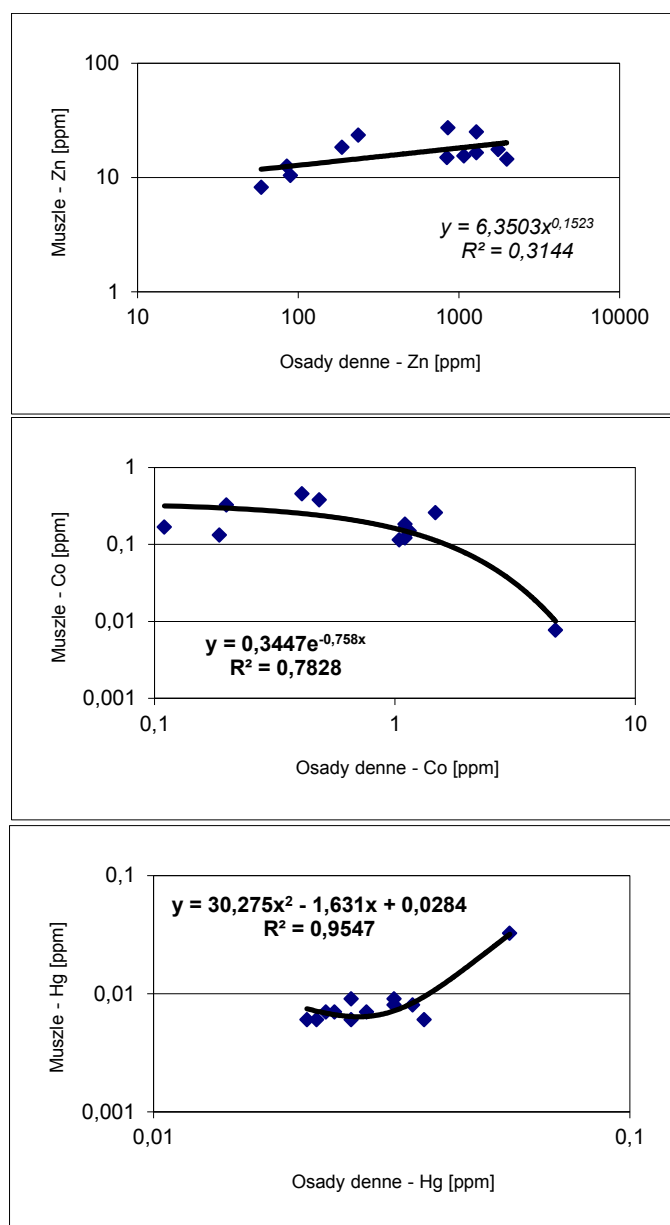 100
10
1
10
100
1000
10000
Muszle - Zn [ppm]
y = 6,3503x^0,1523
R² = 0,3144
Osady denne - Zn [ppm]
1
0,1
0,01
0,001
0,1
1
10
Muszle - Co [ppm]
y = 0,3447e^-0,758x
R² = 0,7828
Osady denne - Co [ppm]
0,1
0,01
0,001
0,01
0,1
Muszle - Hg [ppm]
y = 30,275x² - 1,631x + 0,0284
R² = 0,9547
Osady denne - Hg [ppm]